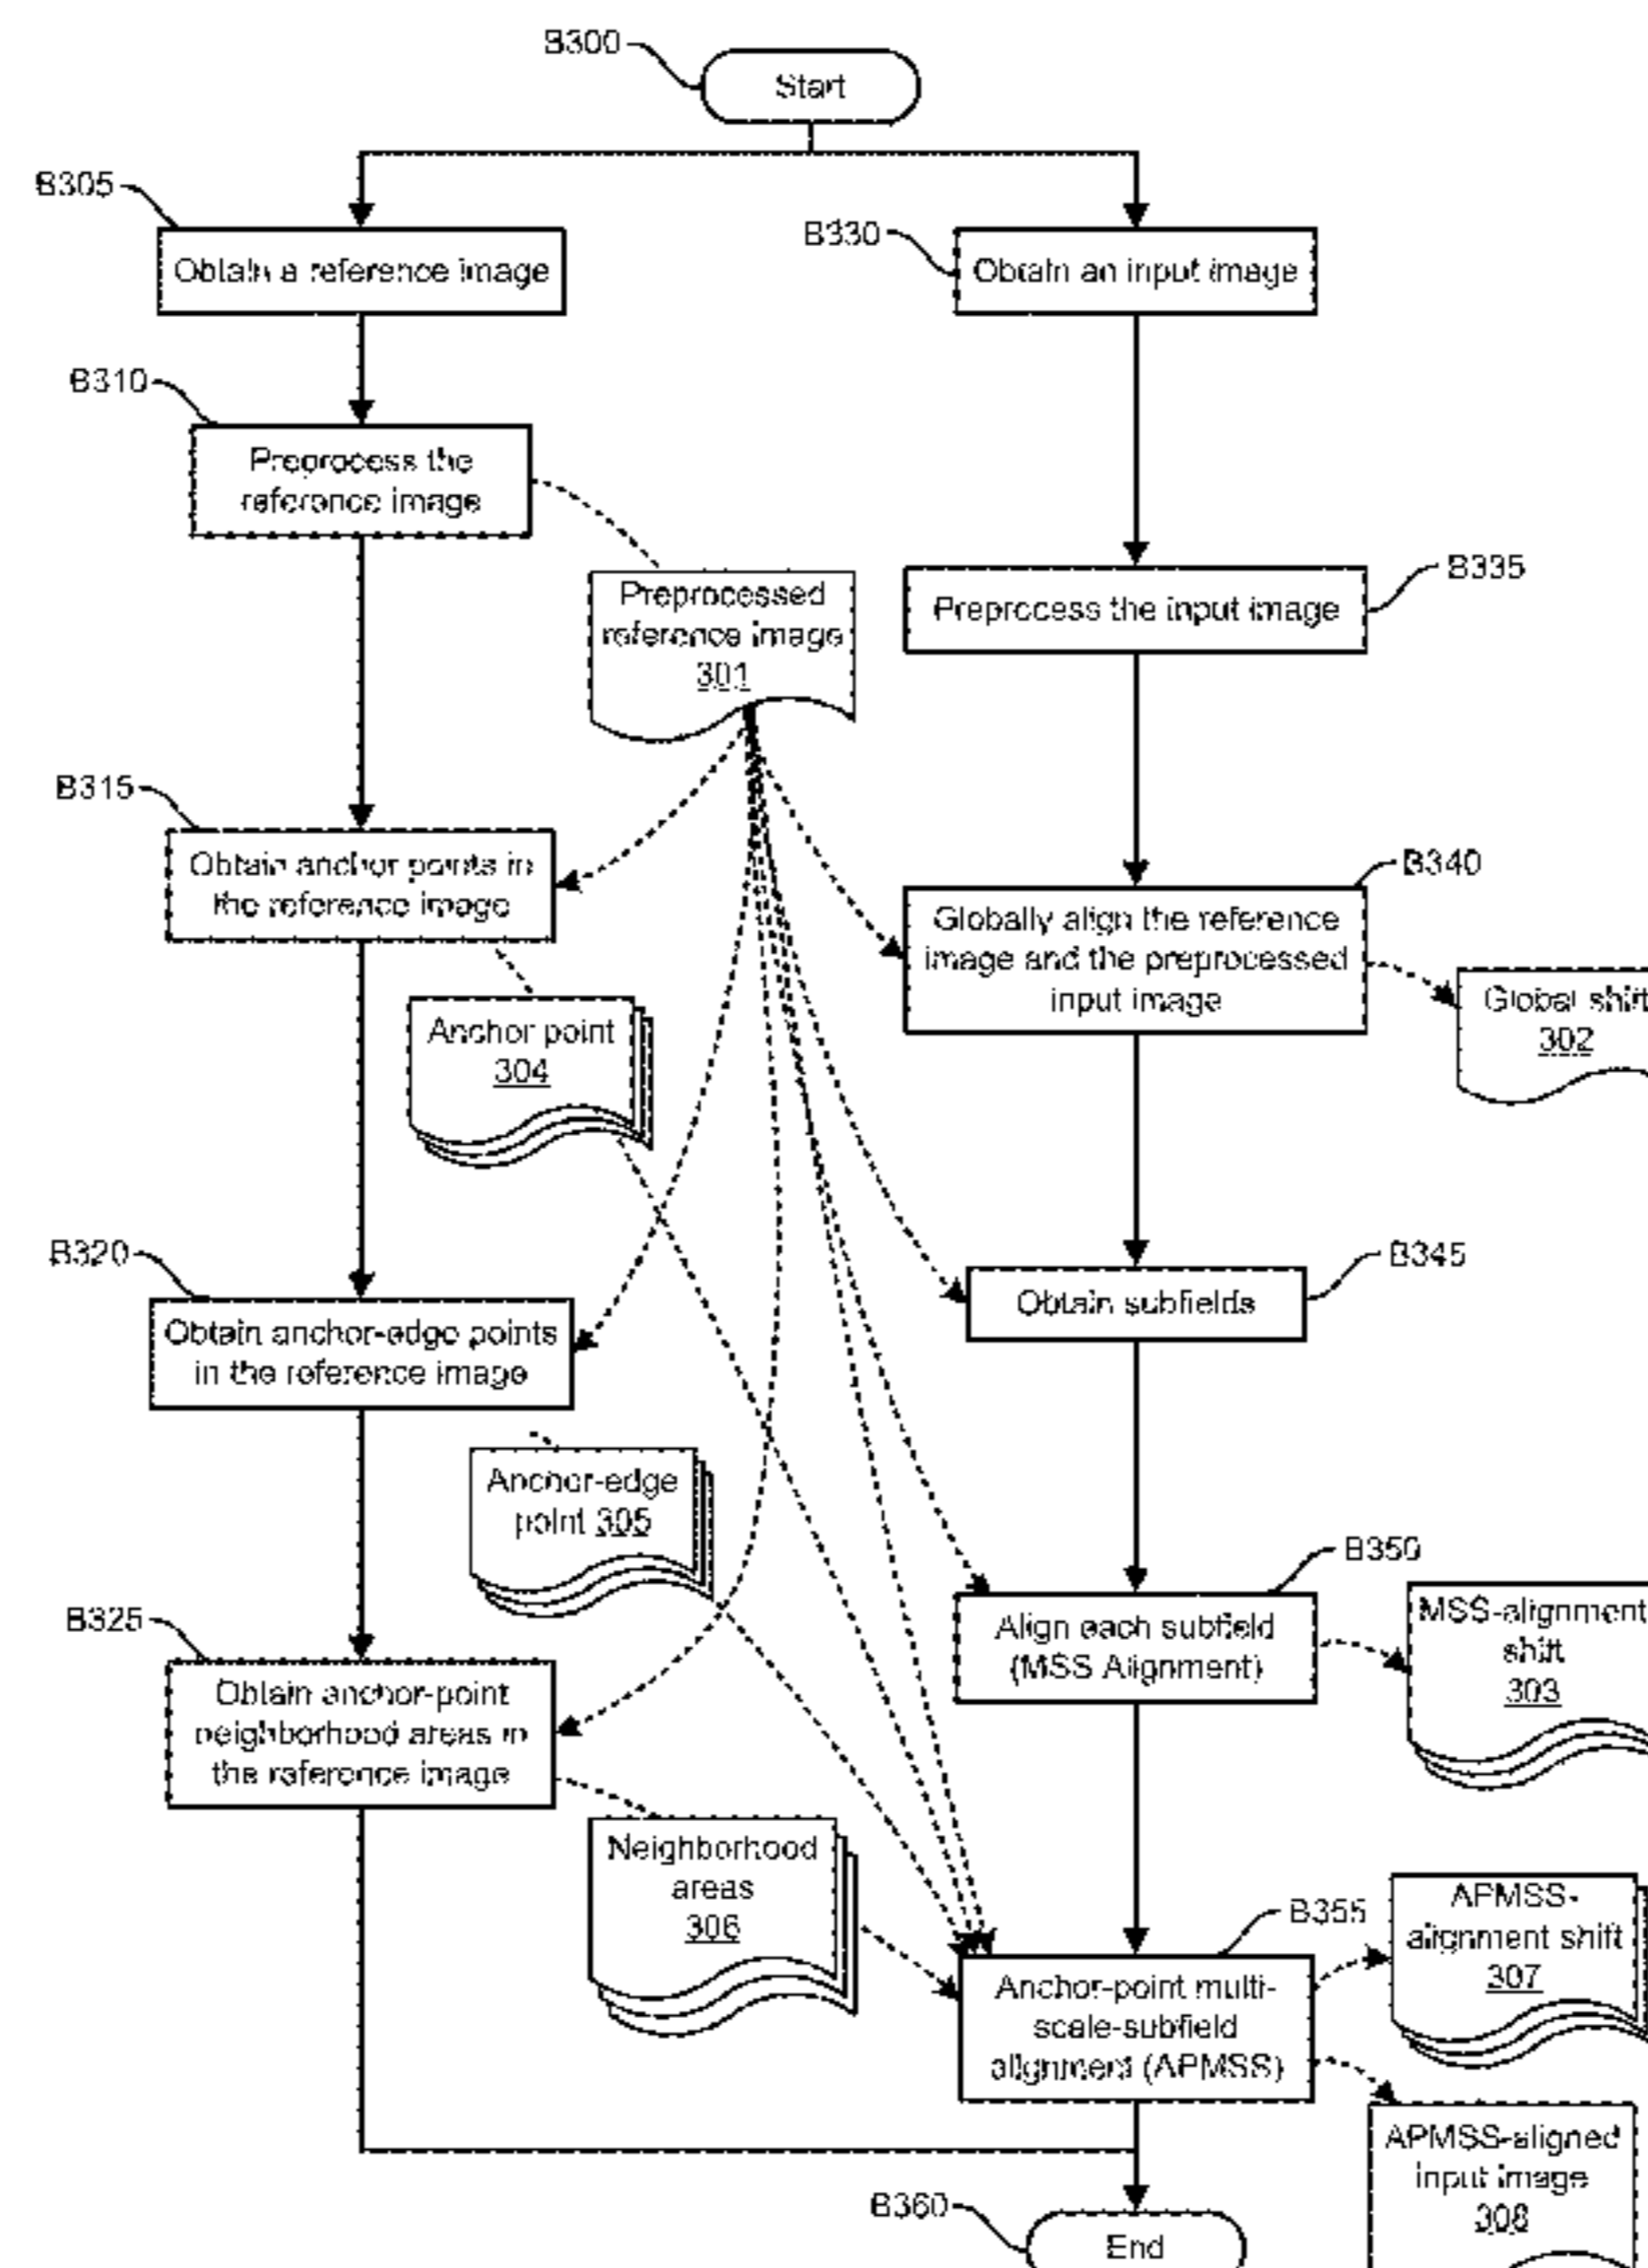 B300
Start
B305
Obtain a reference image
B330
Obtain an input image
B310
Preprocess the
reference image
Preprocessed
reference image
301
B335
Preprocess the input image
B315
Obtain anchor points in
the reference image
B340
Globally align the reference
image and the preprocessed
input image
Global shift
302
Anchor point
304
B320
Obtain anchor-edge points
in the reference image
B345
Obtain subfields
Anchor-edge
point 305
B350
Align each subfield
(MSS Alignment)
MSS-alignment
shift
303
B325
Obtain anchor-point
neighborhood areas in
the reference image
Neighborhood
areas
306
B355
Anchor-point multi-
scale-subfield
alignment (APMSS)
APMSS-
alignment shift
307
APMSS-aligned
input image
308
B360
End